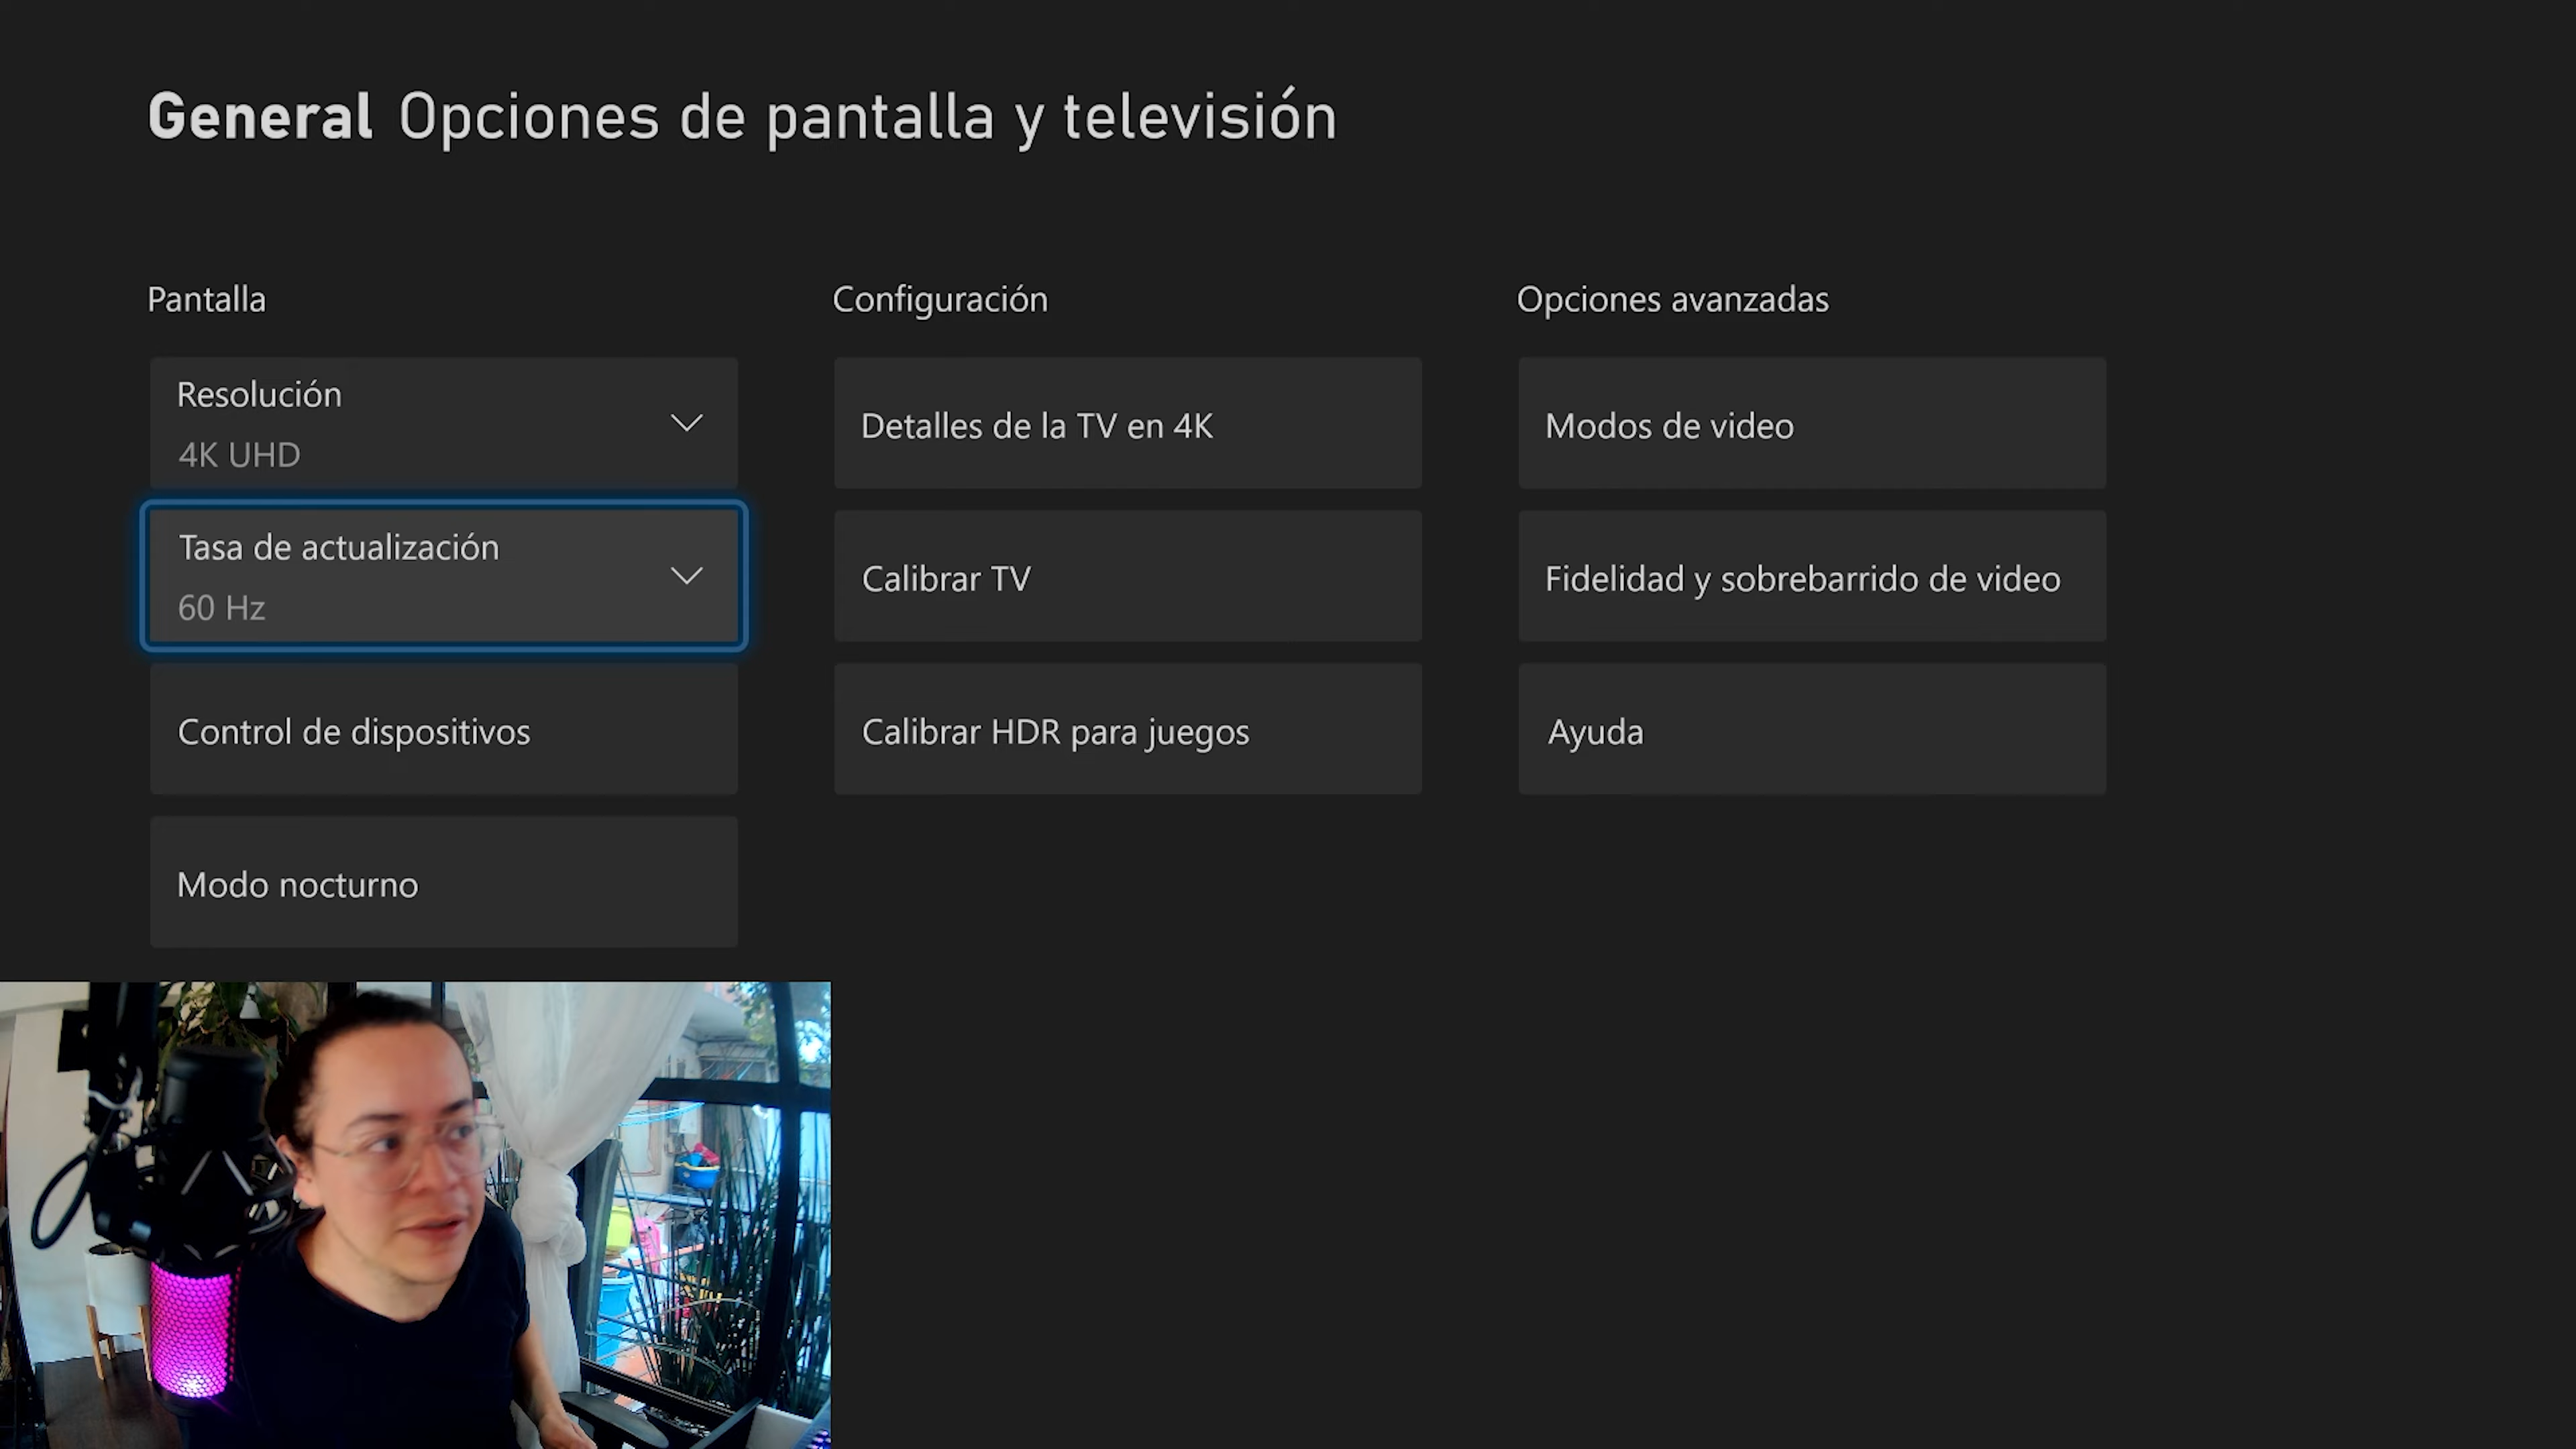 General Opciones de pantalla y televisión
Pantalla
Resolución
4K UHD
Tasa de actualización
60 Hz
Control de dispositivos
Modo nocturno
Configuración
Detalles de la TV en 4K
Calibrar TV
Calibrar HDR para juegos
Opciones avanzadas
Modos de video
Fidelidad y sobrebarrido de video
Ayuda